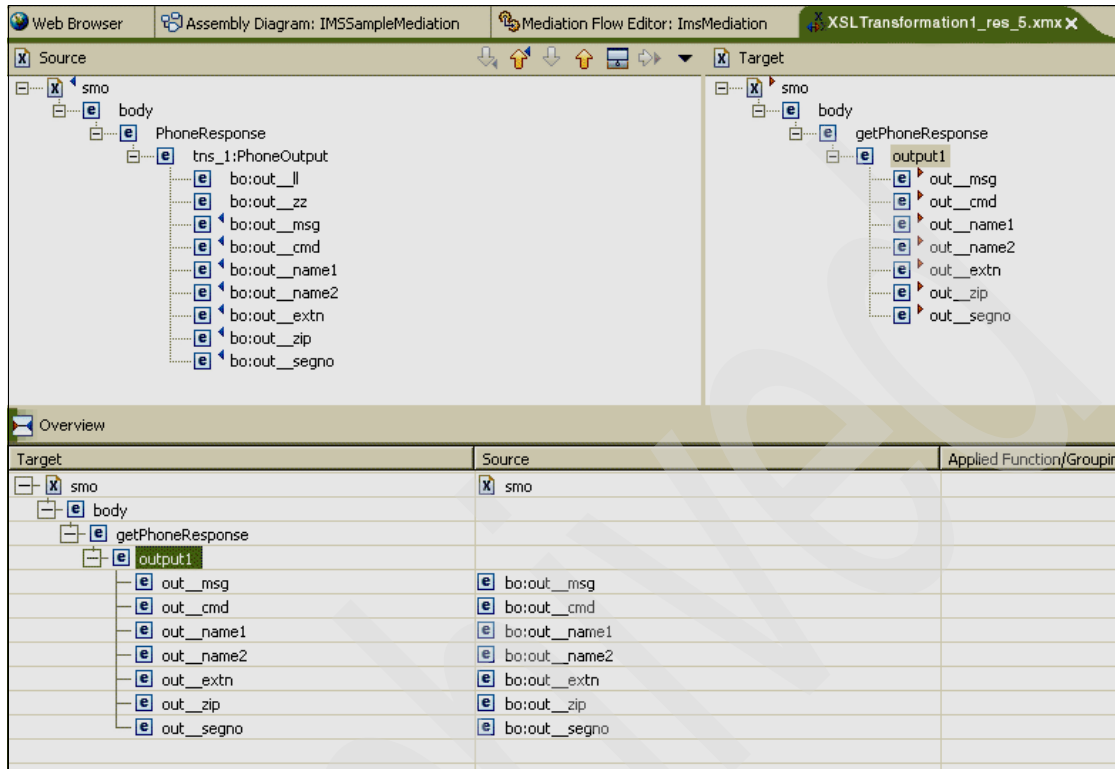 Web Browser
Assembly Diagram: IMSSampleMediation
Mediation Flow Editor: ImsMediation
XSLTransformation1_res_5.xmx
Source
smo
body
PhoneResponse
tns_1:PhoneOutput
bo:out__ll
bo:out__zz
bo:out__msg
bo:out__cmd
bo:out__name1
bo:out__name2
bo:out__extn
bo:out__zip
bo:out__segno
Target
smo
body
getPhoneResponse
output1
out__msg
out__cmd
out__name1
out__name2
out__extn
out__zip
out__segno
Overview
Target Source Applied Function/Groupin
smo smo
body
getPhoneResponse
output1
out__msg bo:out__msg
out__cmd bo:out__cmd
out__name1 bo:out__name1
out__name2 bo:out__name2
out__extn bo:out__extn
out__zip bo:out__zip
out__segno bo:out__segno